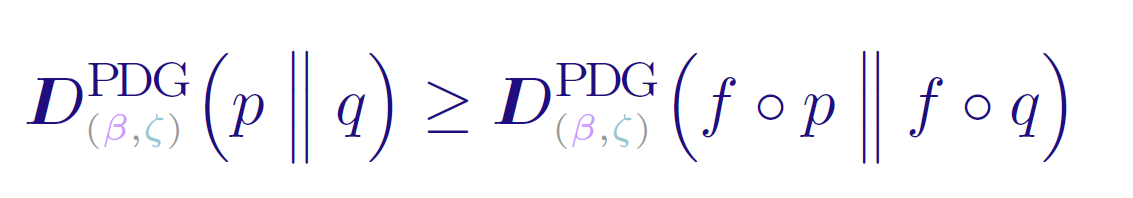 D^PDG_(β,ζ) (p ∥ q) ≥ D^PDG_(β,ζ) (f ∘ p ∥ f ∘ q)